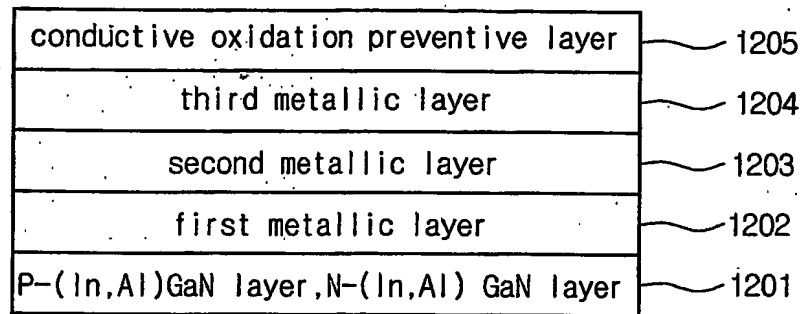 conductive oxidation preventive layer 1205
third metallic layer 1204
second metallic layer 1203
first metallic layer 1202
P-(In,Al)GaN layer,N-(In,Al) GaN layer 1201